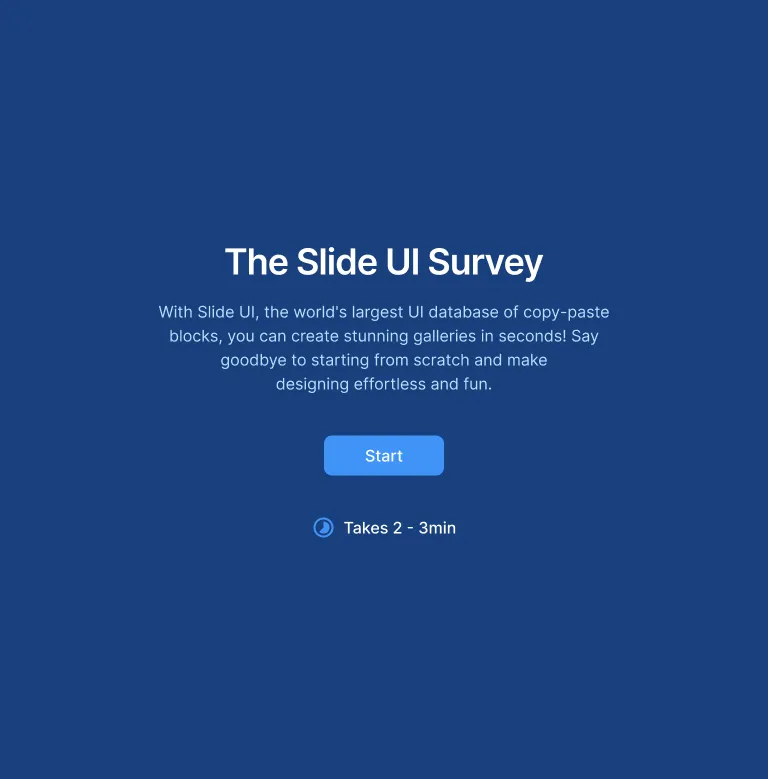 The Slide UI Survey
With Slide UI, the world's largest UI database of copy-paste
blocks, you can create stunning galleries in seconds! Say
goodbye to starting from scratch and make
designing effortless and fun.
Start
Takes 2 - 3min